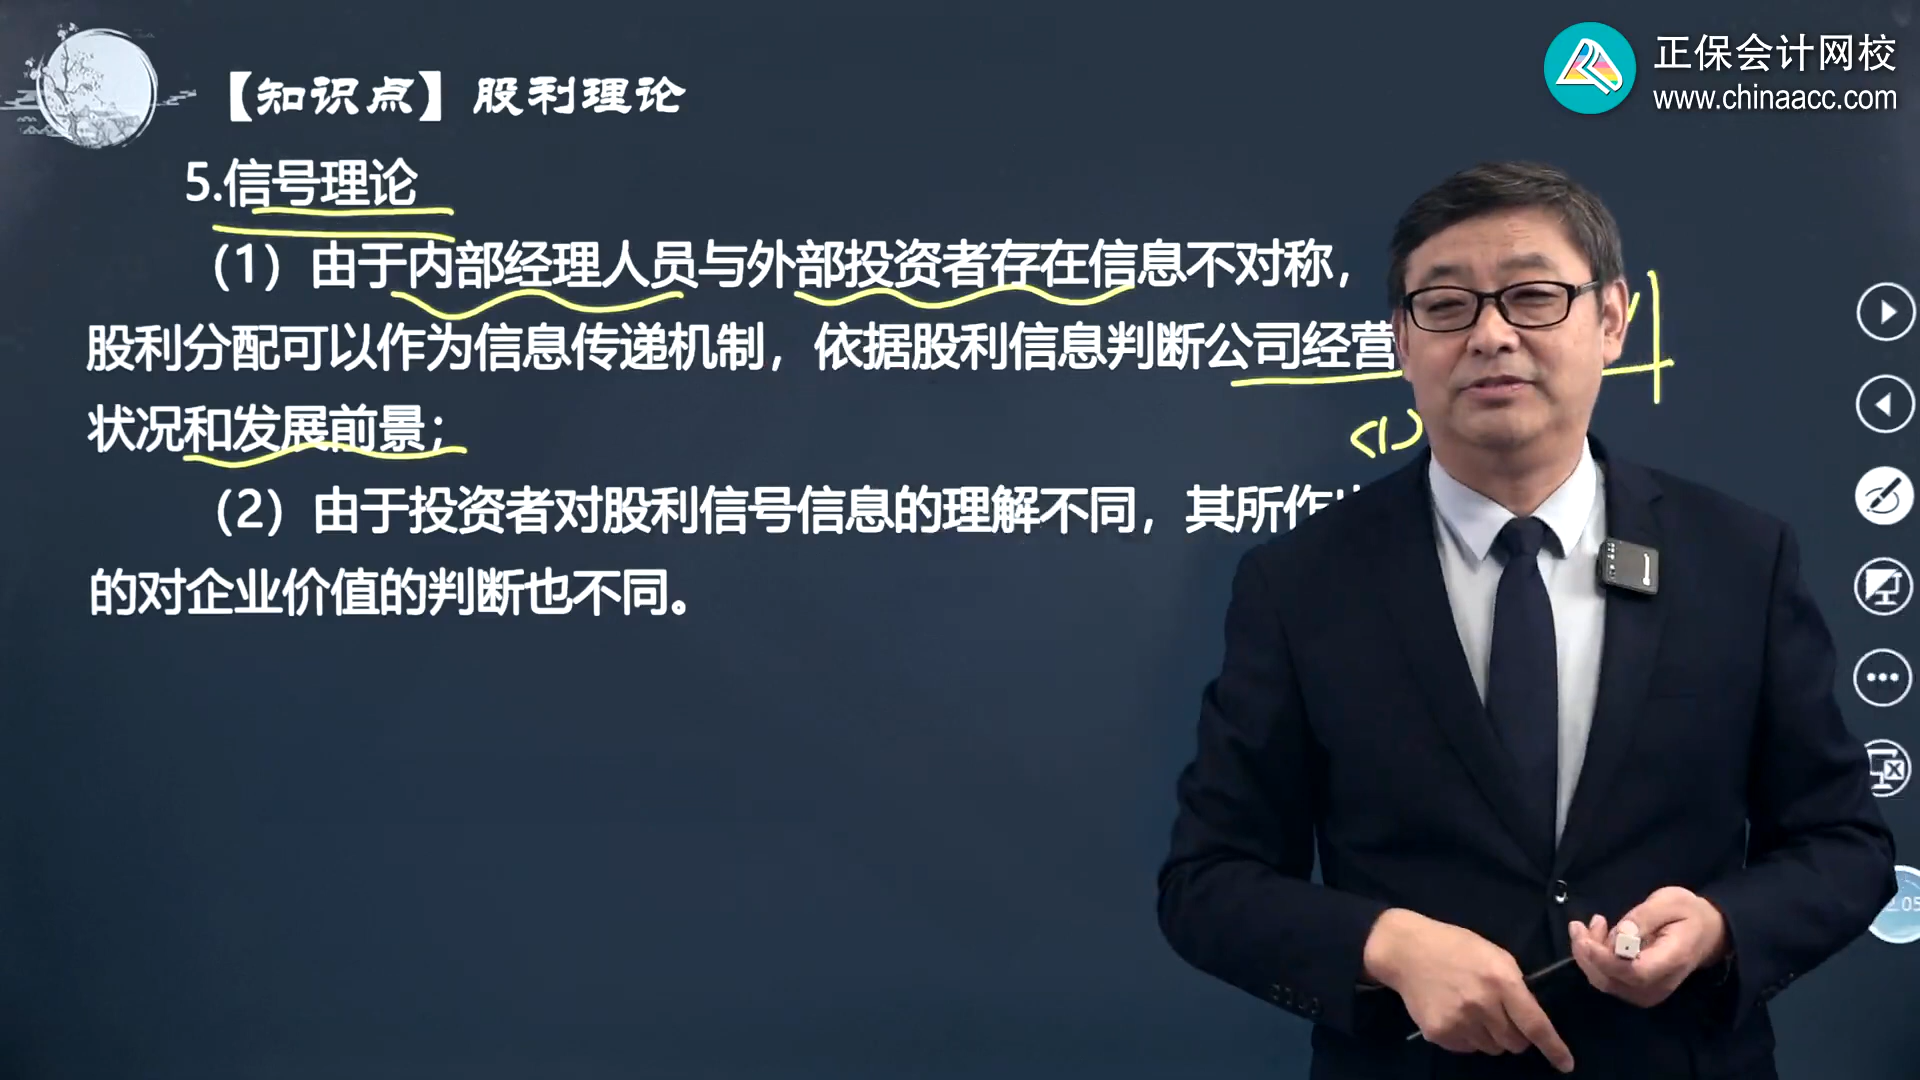 正保会计网校
www.chinaacc.com
【知识点】股利理论
5.信号理论
（1）由于内部经理人员与外部投资者存在信息不对称，
股利分配可以作为信息传递机制，依据股利信息判断公司经营
状况和发展前景；
(1)
（2）由于投资者对股利信号信息的理解不同，其所作
的对企业价值的判断也不同。